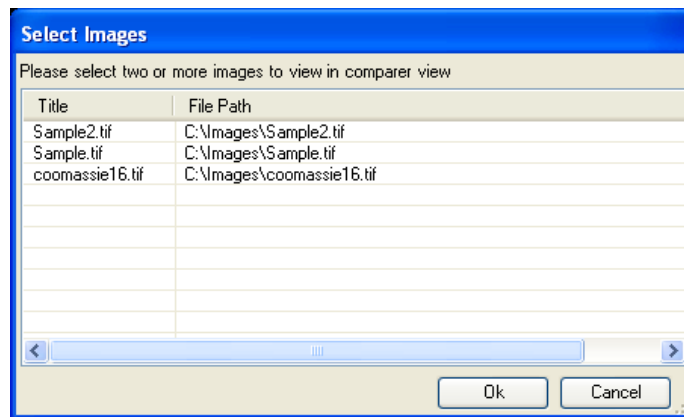 Select Images
Please select two or more images to view in comparer view
Title File Path
Sample2.tif C:\Images\Sample2.tif
Sample.tif C:\Images\Sample.tif
coomassie16.tif C:\Images\coomassie16.tif
Ok Cancel